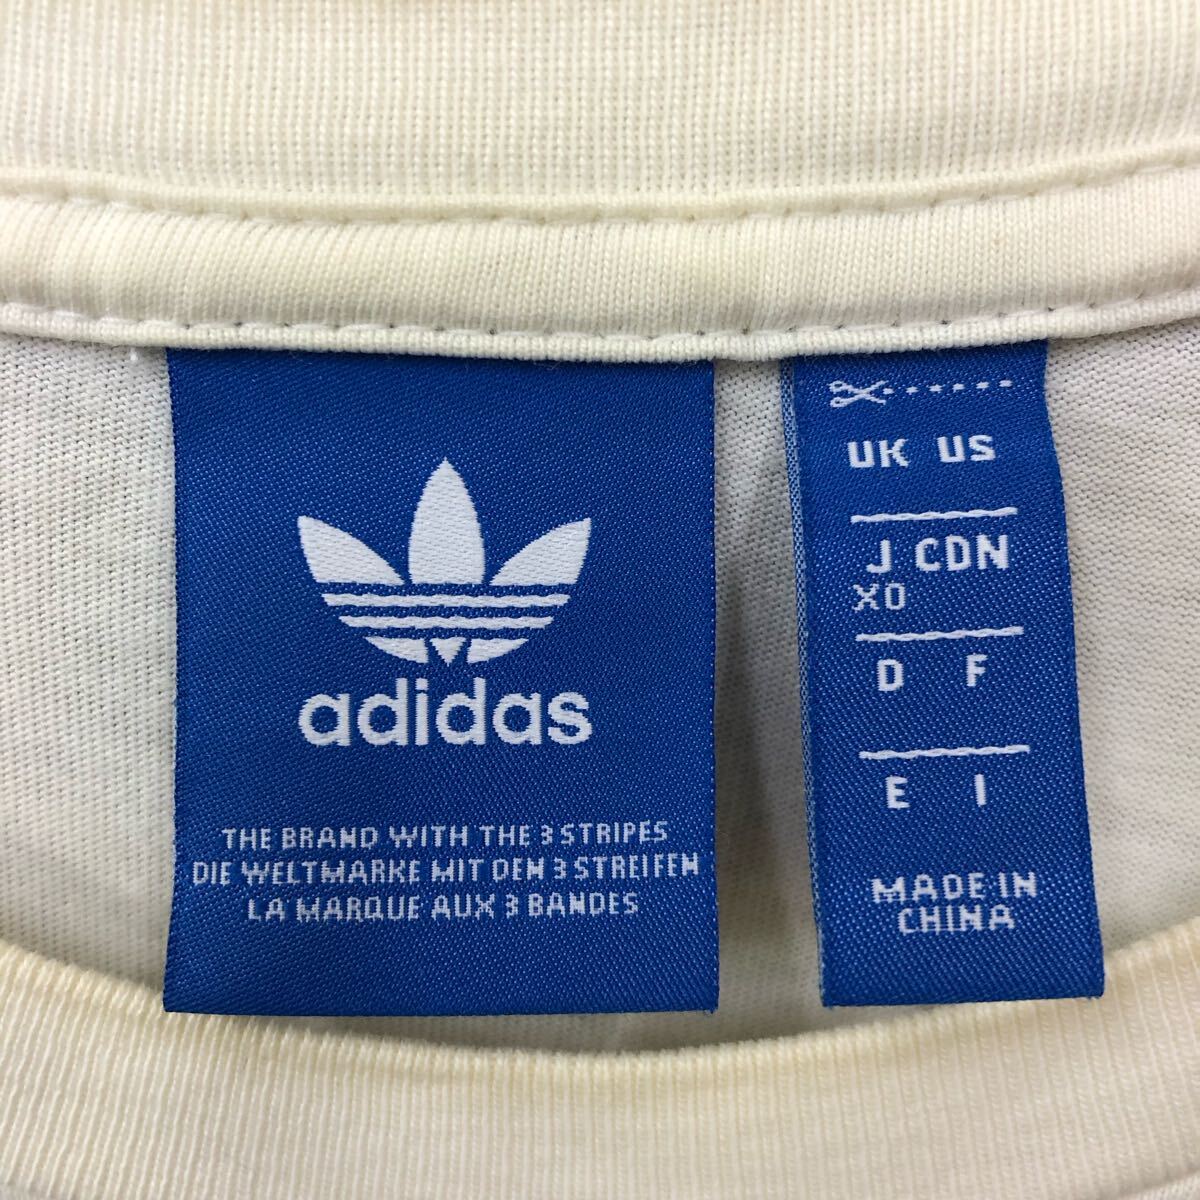 adidas
THE BRAND WITH THE 3 STRIPES
DIE WELTMARKE MIT DEN 3 STREIFEN
LA MARQUE AUX 3 BANDES
UK US
J CDN
XO
D F
E I
MADE IN
CHINA